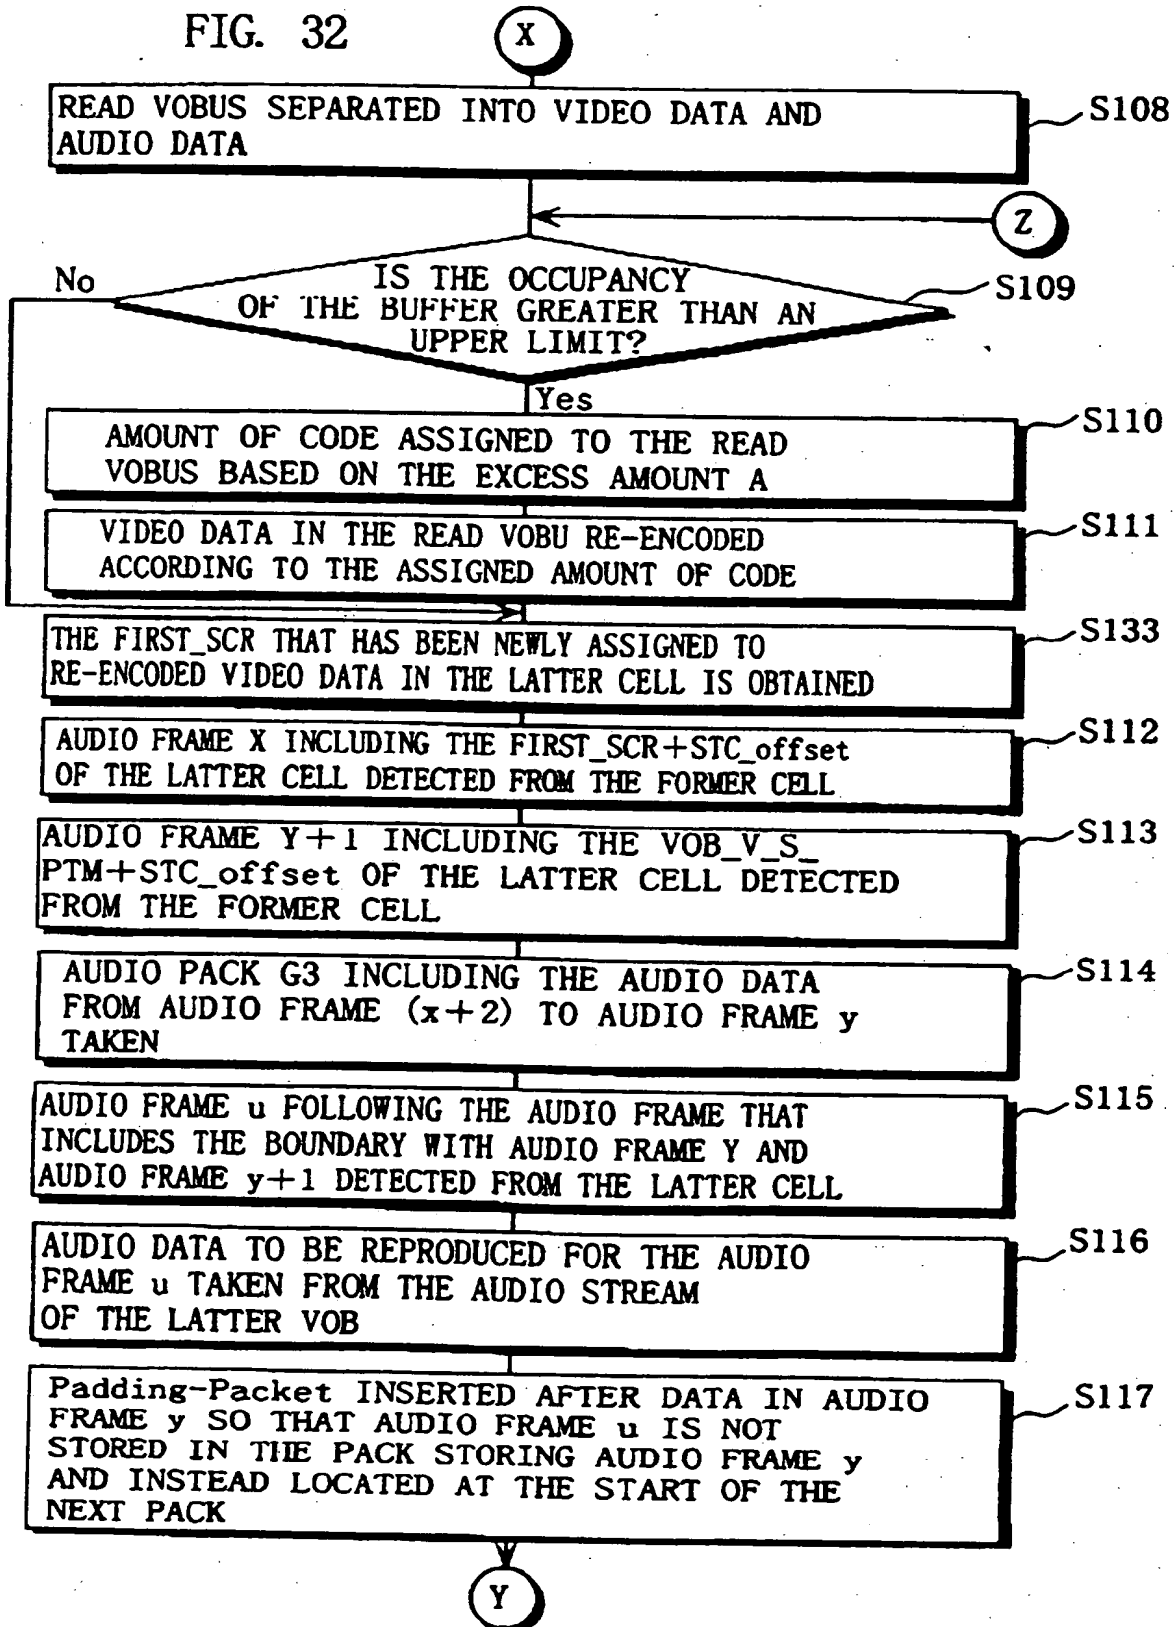 FIG. 32
X
READ VOBUS SEPARATED INTO VIDEO DATA AND
AUDIO DATA
S108
Z
No
IS THE OCCUPANCY
OF THE BUFFER GREATER THAN AN
UPPER LIMIT?
S109
Yes
AMOUNT OF CODE ASSIGNED TO THE READ
VOBUS BASED ON THE EXCESS AMOUNT A
S110
VIDEO DATA IN THE READ VOBU RE-ENCODED
ACCORDING TO THE ASSIGNED AMOUNT OF CODE
S111
THE FIRST_SCR THAT HAS BEEN NEWLY ASSIGNED TO
RE-ENCODED VIDEO DATA IN THE LATTER CELL IS OBTAINED
S133
AUDIO FRAME X INCLUDING THE FIRST_SCR+STC_offset
OF THE LATTER CELL DETECTED FROM THE FORMER CELL
S112
AUDIO FRAME Y+1 INCLUDING THE VOB_V_S_
PTM+STC_offset OF THE LATTER CELL DETECTED
FROM THE FORMER CELL
S113
AUDIO PACK G3 INCLUDING THE AUDIO DATA
FROM AUDIO FRAME (x+2) TO AUDIO FRAME y
TAKEN
S114
AUDIO FRAME u FOLLOWING THE AUDIO FRAME THAT
INCLUDES THE BOUNDARY WITH AUDIO FRAME Y AND
AUDIO FRAME y+1 DETECTED FROM THE LATTER CELL
S115
AUDIO DATA TO BE REPRODUCED FOR THE AUDIO
FRAME u TAKEN FROM THE AUDIO STREAM
OF THE LATTER VOB
S116
Padding-Packet INSERTED AFTER DATA IN AUDIO
FRAME y SO THAT AUDIO FRAME u IS NOT
STORED IN THE PACK STORING AUDIO FRAME y
AND INSTEAD LOCATED AT THE START OF THE
NEXT PACK
S117
Y